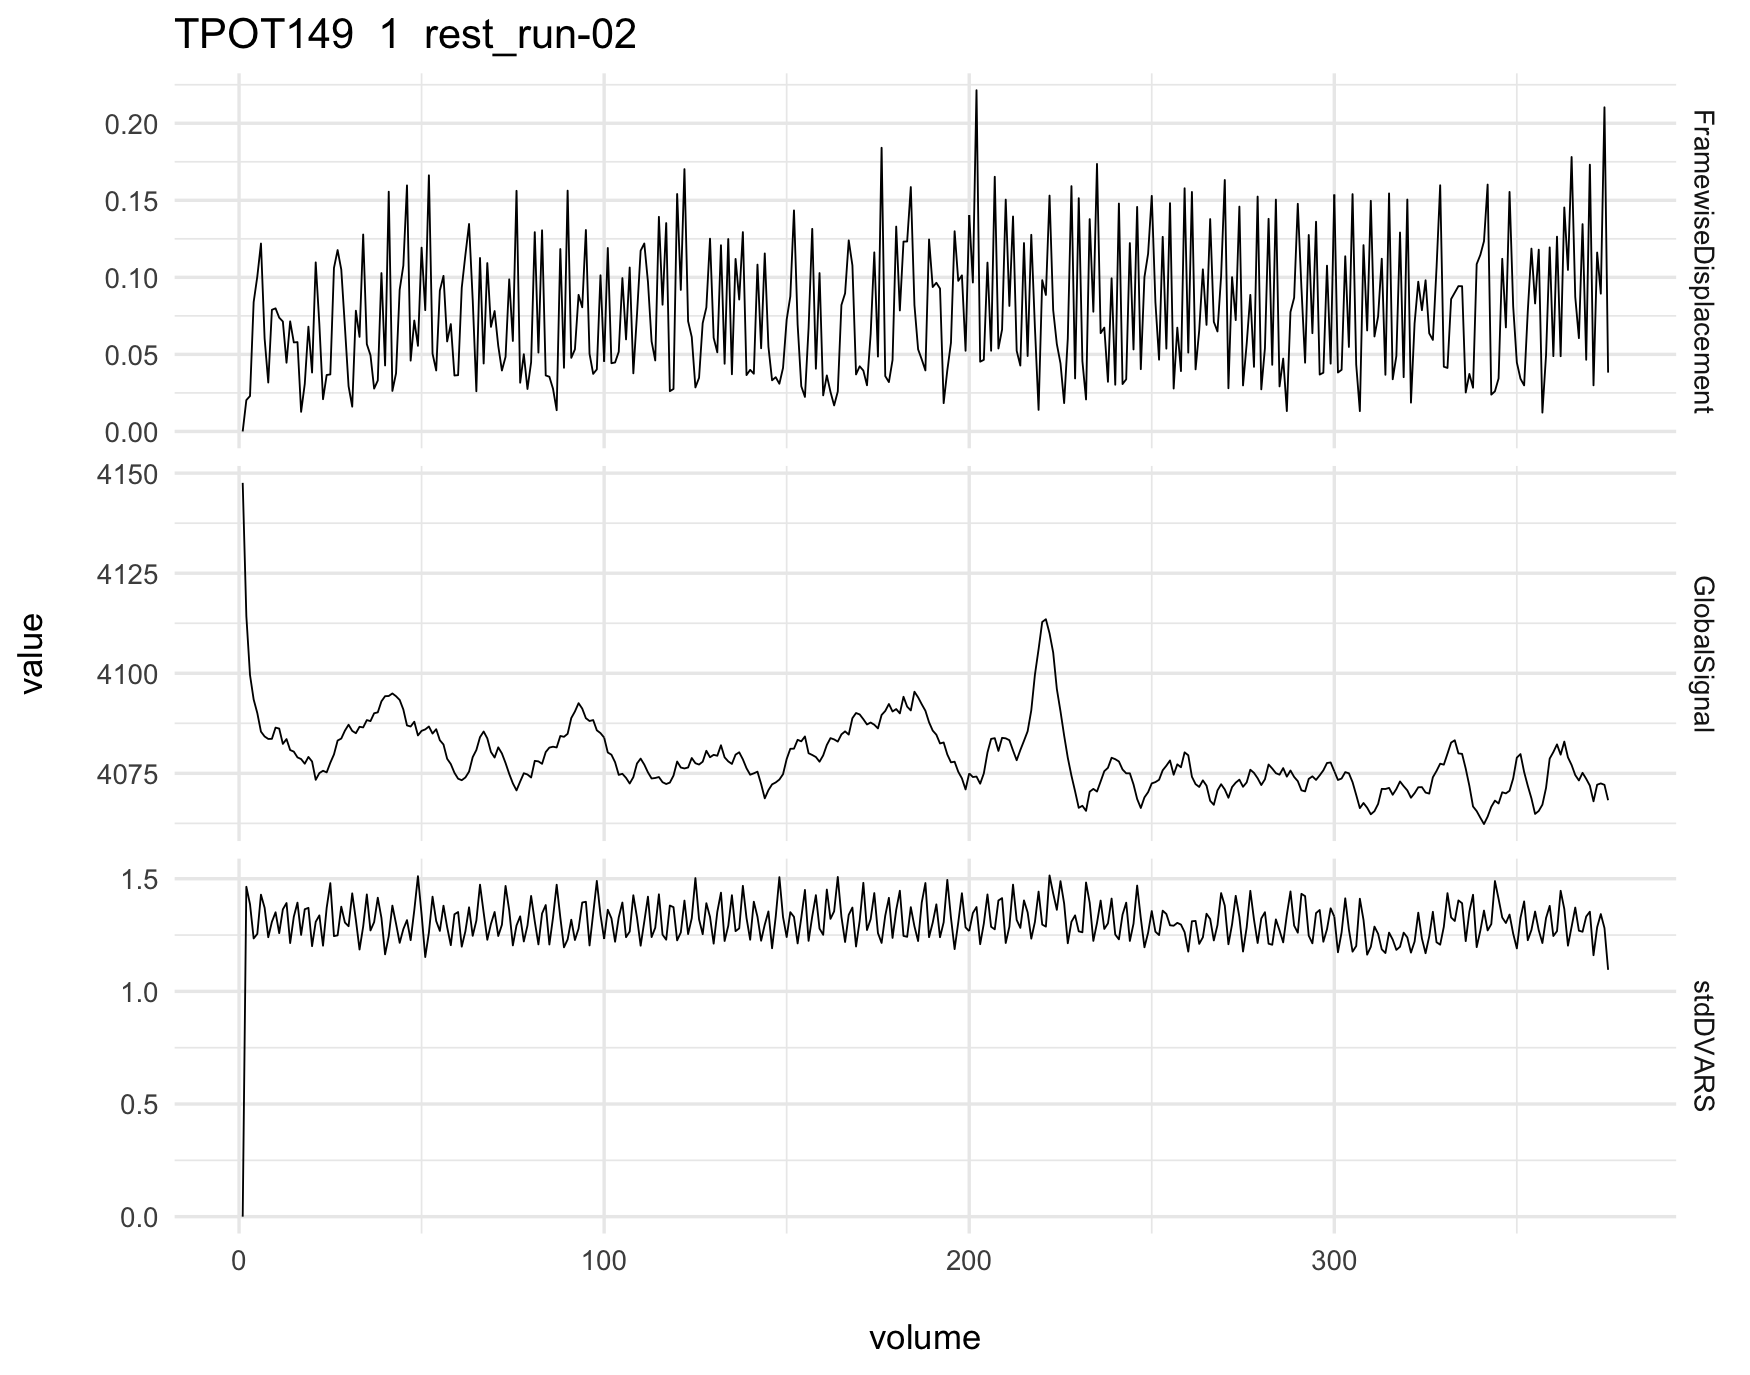 TPOT149 1 rest_run-02
0.20
0.15
0.10
0.05
0.00
FramewiseDisplacement
4150
4125
4100
4075
GlobalSignal
value
1.5
1.0
0.5
0.0
stdDVARS
0 100 200 300
volume